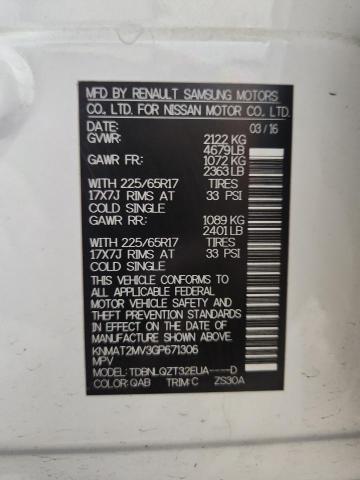 MFD BY RENAULT SAMSUNG MOTORS
CO., LTD. FOR NISSAN MOTOR CO., LTD.
DATE: 03/16
GVWR: 2122 KG
4679LB
GAWR FR: 1072 KG
2363 LB
WITH 225/65R17 TIRES
17X7J RIMS AT 33 PSI
COLD SINGLE
GAWR RR: 1089 KG
2401 LB
WITH 225/65R17 TIRES
17X7J RIMS AT 33 PSI
COLD SINGLE
THIS VEHICLE CONFORMS TO
ALL APPLICABLE FEDERAL
MOTOR VEHICLE SAFETY, BUMPER,
AND THEFT PREVENTION STANDARDS
IN EFFECT ON THE DATE OF
MANUFACTURE SHOWN ABOVE.
KNMAT2MV3GP671306
MPV
MODEL: TDBNLQZT32EUA-----D
COLOR: QAB TRIM: C ZS30A